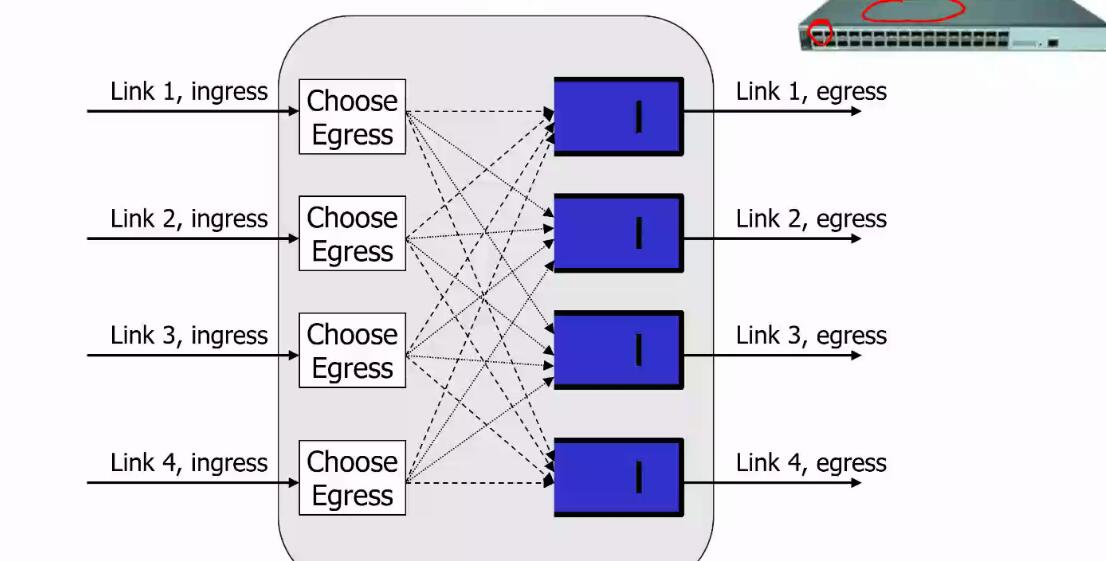 Link 1, ingress
Choose
Egress
Link 1, egress
Link 2, ingress
Choose
Egress
Link 2, egress
Link 3, ingress
Choose
Egress
Link 3, egress
Link 4, ingress
Choose
Egress
Link 4, egress